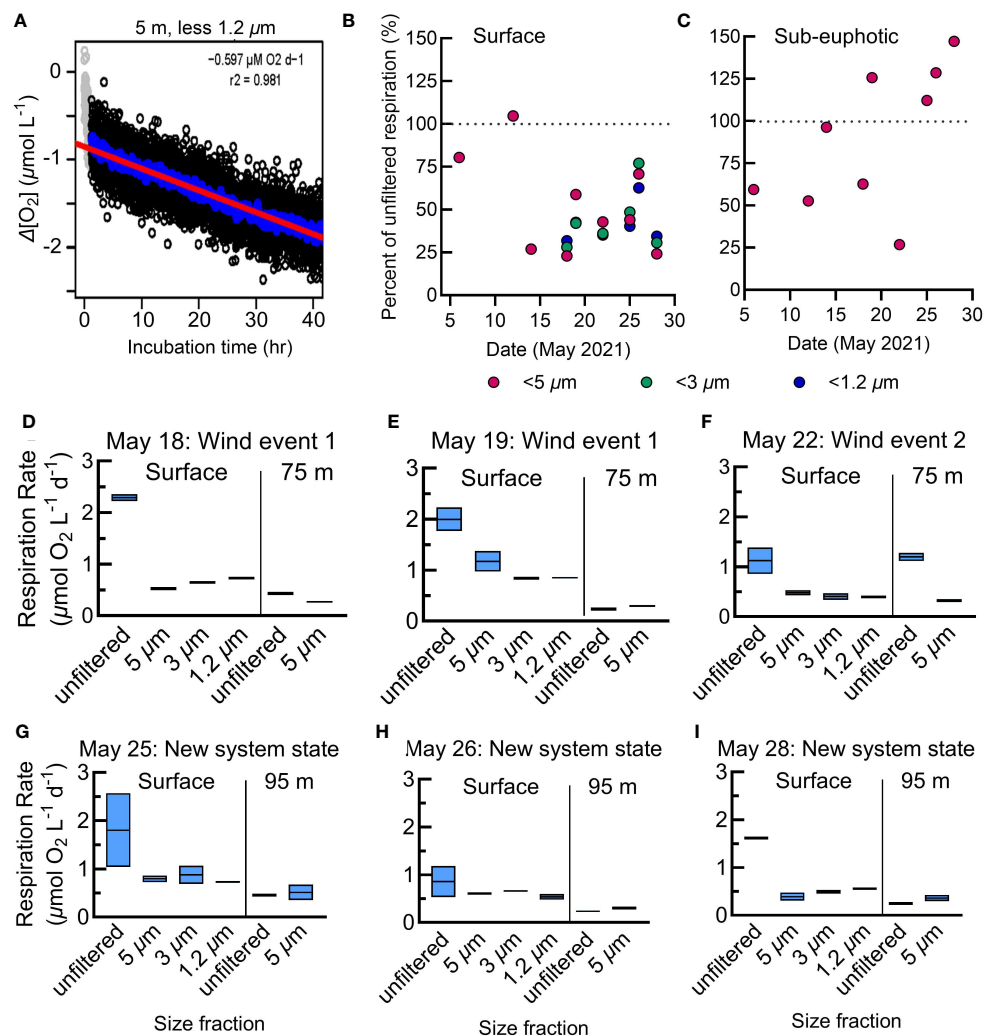 A
5 m, less 1.2 µm
−0.597 µM O2 d−1
r2 = 0.981
Δ[O₂] (µmol L⁻¹)
0
-1
-2
0 10 20 30 40
Incubation time (hr)
B
Surface
Percent of unfiltered respiration (%)
150
125
100
75
50
25
0
5 10 15 20 25 30
Date (May 2021)
C
Sub-euphotic
150
125
100
75
50
25
0
5 10 15 20 25 30
Date (May 2021)
<5 µm <3 µm <1.2 µm
D
May 18: Wind event 1
Surface 75 m
Respiration Rate
(µmol O₂ L⁻¹ d⁻¹)
3
2
1
0
unfiltered
5 µm
3 µm
1.2 µm
unfiltered
5 µm
E
May 19: Wind event 1
Surface 75 m
3
2
1
0
unfiltered
5 µm
3 µm
1.2 µm
unfiltered
5 µm
F
May 22: Wind event 2
Surface 75 m
3
2
1
0
unfiltered
5 µm
3 µm
1.2 µm
unfiltered
5 µm
G
May 25: New system state
Surface 95 m
Respiration Rate
(µmol O₂ L⁻¹ d⁻¹)
3
2
1
0
unfiltered
5 µm
3 µm
1.2 µm
unfiltered
5 µm
Size fraction
H
May 26: New system state
Surface 95 m
3
2
1
0
unfiltered
5 µm
3 µm
1.2 µm
unfiltered
5 µm
Size fraction
I
May 28: New system state
Surface 95 m
3
2
1
0
unfiltered
5 µm
3 µm
1.2 µm
unfiltered
5 µm
Size fraction